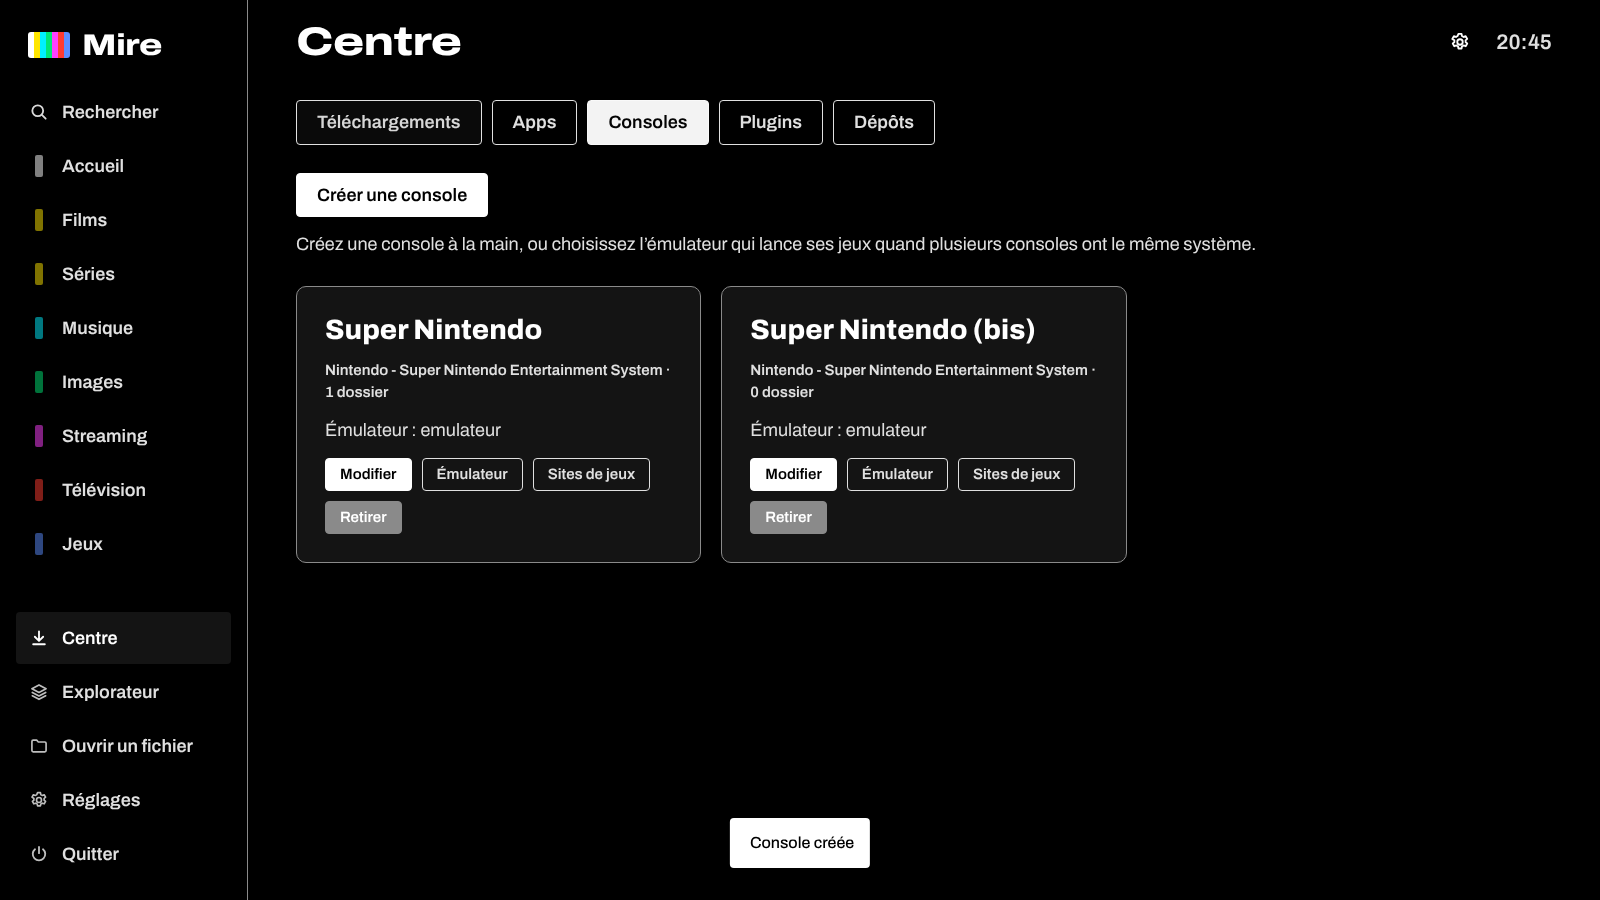 Mire
Rechercher
Accueil
Films
Séries
Musique
Images
Streaming
Télévision
Jeux
Centre
Explorateur
Ouvrir un fichier
Réglages
Quitter
Centre
20:45
Téléchargements
Apps
Consoles
Plugins
Dépôts
Créer une console
Créez une console à la main, ou choisissez l’émulateur qui lance ses jeux quand plusieurs consoles ont le même système.
Super Nintendo
Nintendo - Super Nintendo Entertainment System ·
1 dossier
Émulateur : emulateur
Modifier
Émulateur
Sites de jeux
Retirer
Super Nintendo (bis)
Nintendo - Super Nintendo Entertainment System ·
0 dossier
Émulateur : emulateur
Modifier
Émulateur
Sites de jeux
Retirer
Console créée